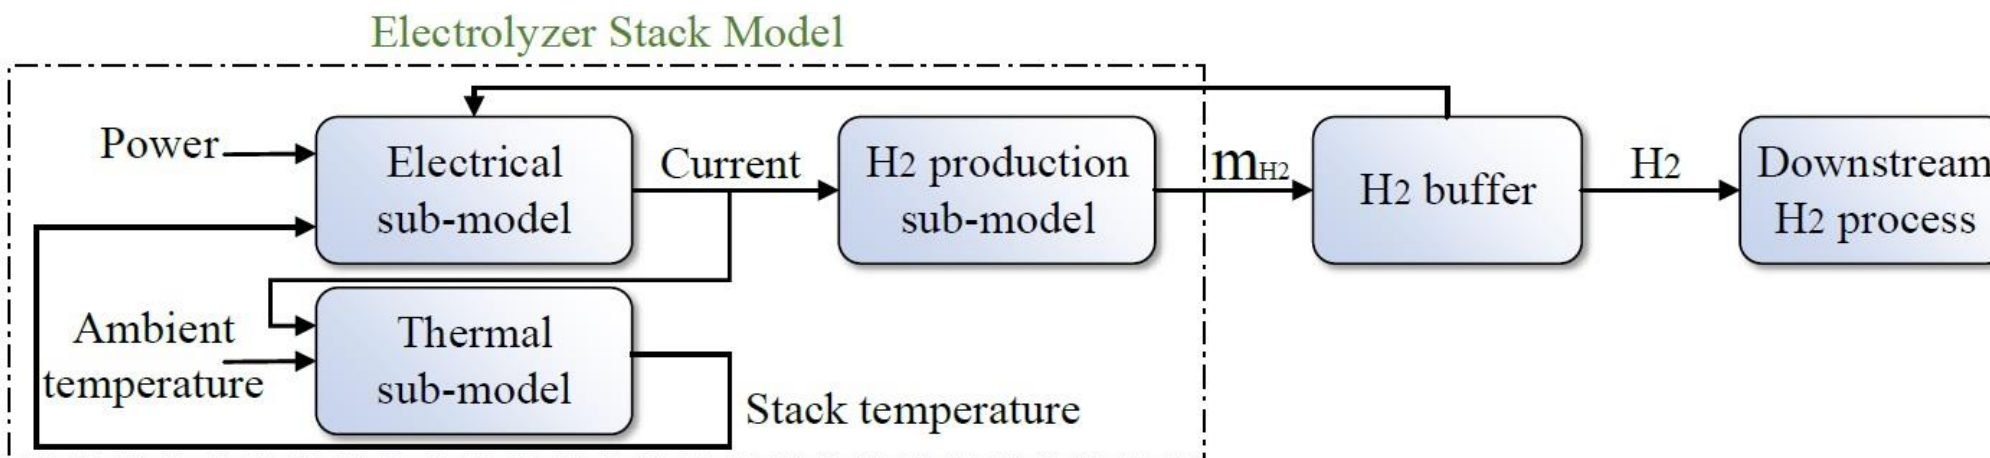 Electrolyzer Stack Model
Power
Electrical
sub-model
Current
H2 production
sub-model
mH2
H2 buffer
H2
Downstream
H2 process
Ambient
temperature
Thermal
sub-model
Stack temperature